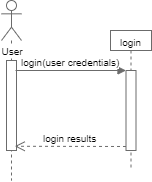 User
login
login(user credentials)
login results